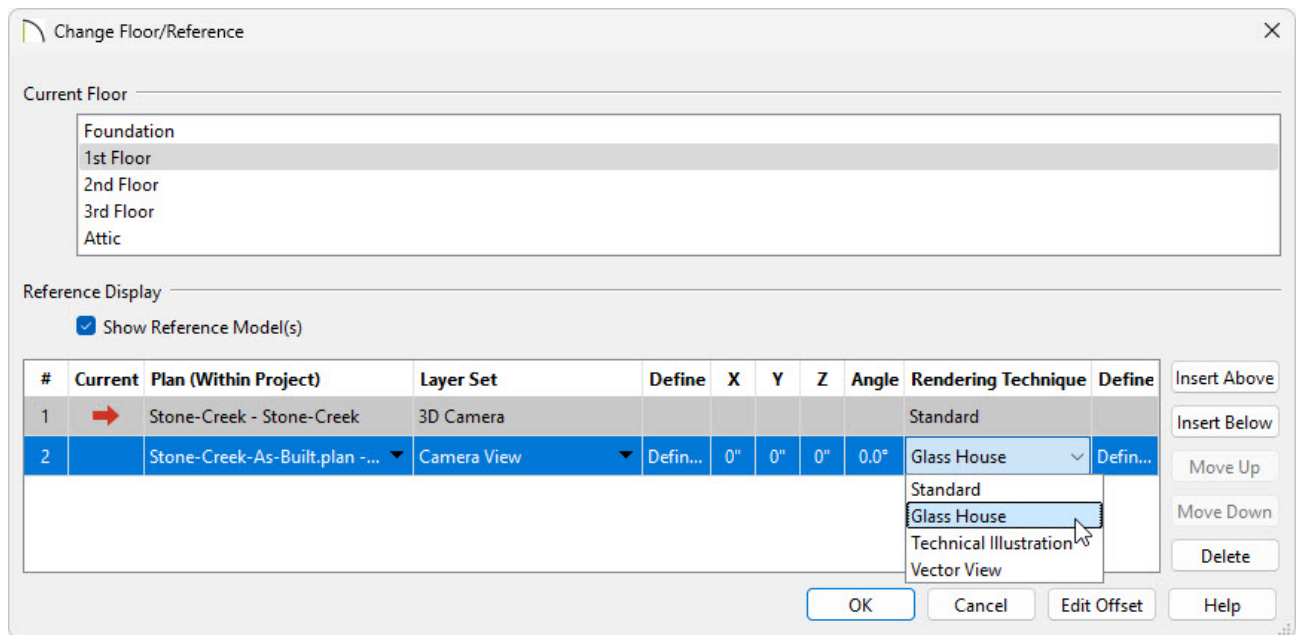 Change Floor/Reference
Current Floor
Foundation
1st Floor
2nd Floor
3rd Floor
Attic
Reference Display
Show Reference Model(s)
# Current Plan (Within Project) Layer Set Define X Y Z Angle Rendering Technique Define Insert Above
1 Stone-Creek - Stone-Creek 3D Camera Standard Insert Below
2 Stone-Creek-As-Built.plan -... Camera View Defin... 0" 0" 0" 0.0° Glass House Defin... Move Up
Standard
Glass House Move Down
Technical Illustration
Vector View Delete
OK Cancel Edit Offset Help